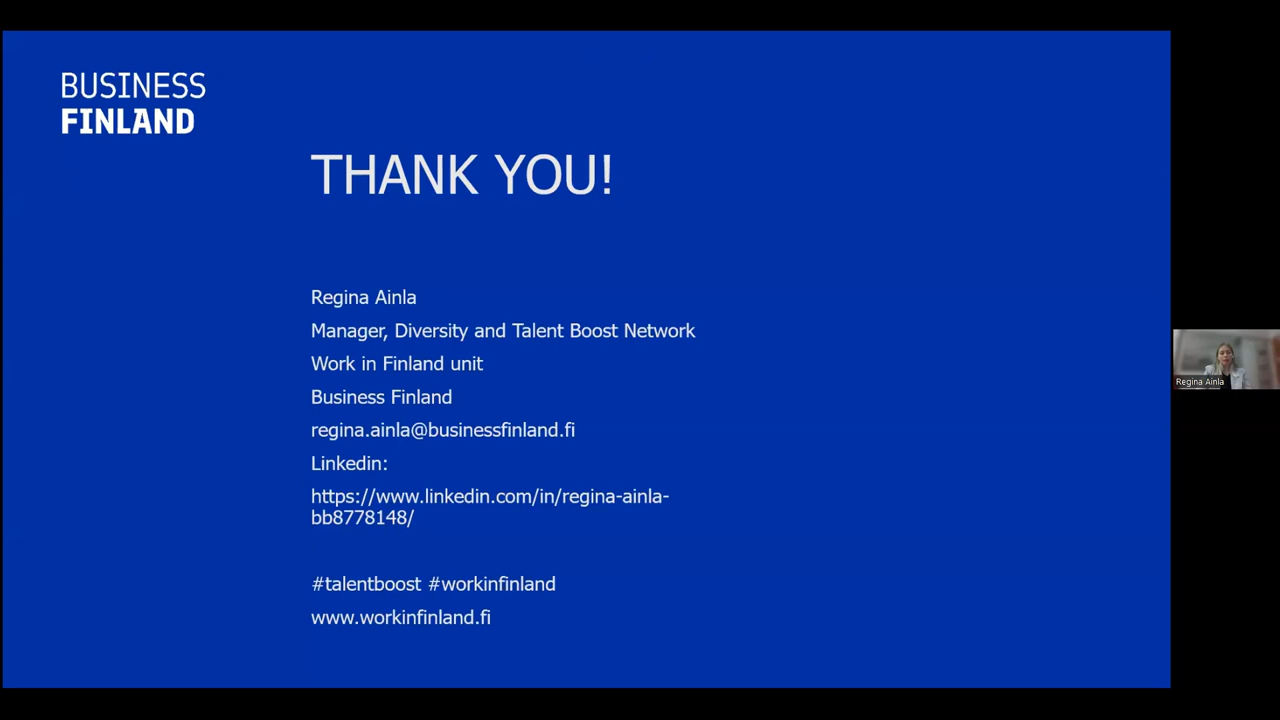 BUSINESS
FINLAND
THANK YOU!
Regina Ainla
Manager, Diversity and Talent Boost Network
Work in Finland unit
Business Finland
regina.ainla@businessfinland.fi
Linkedin:
https://www.linkedin.com/in/regina-ainla-
bb8778148/
#talentboost #workinfinland
www.workinfinland.fi
Regina Ainla